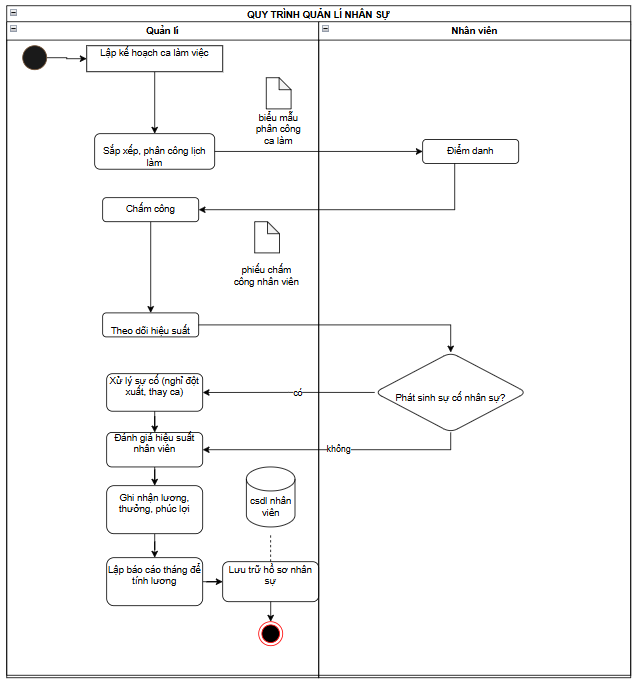 QUY TRÌNH QUẢN LÍ NHÂN SỰ
Quản lí
Nhân viên
Lập kế hoạch ca làm việc
biểu mẫu
phân công
ca làm
Sắp xếp, phân công lịch
làm
Điểm danh
Chấm công
phiếu chấm
công nhân viên
Theo dõi hiệu suất
Phát sinh sự cố nhân sự?
có
Xử lý sự cố (nghỉ đột
xuất, thay ca)
không
Đánh giá hiệu suất
nhân viên
Ghi nhận lương,
thưởng, phúc lợi
csdl nhân
viên
Lập báo cáo tháng để
tính lương
Lưu trữ hồ sơ nhân
sự